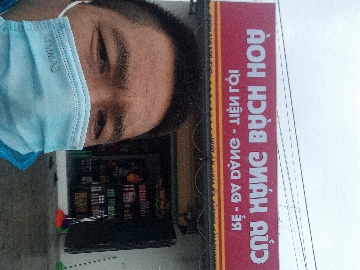 CỬA HÀNG BÁCH HOÁ
RẺ - ĐA DẠNG - TIỆN LỢI